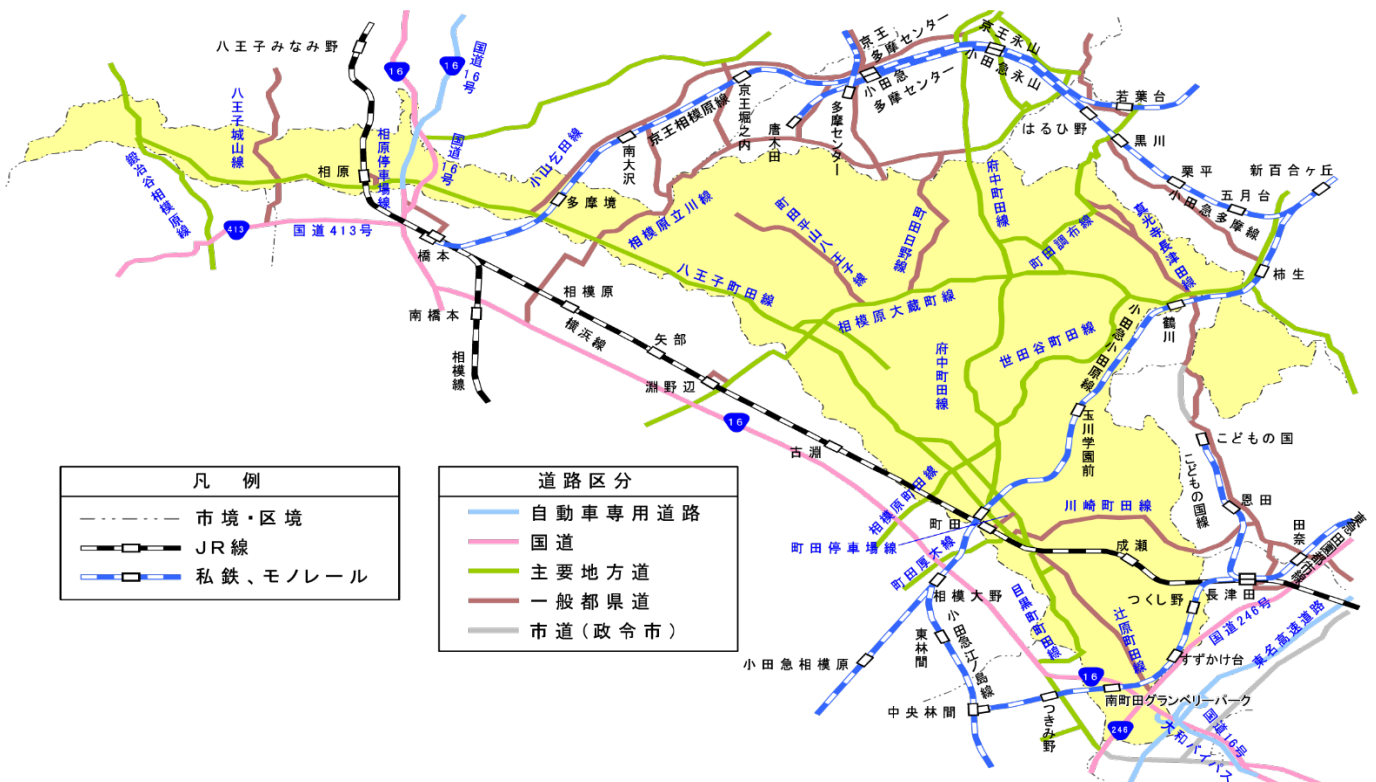 八王子みなみ野
16
国道16号
16
国道16号
八王子城山線
鍛冶谷相模原線
相原
相原停車場線
413
国道413号
橋本
南橋本
相模線
小山乞田線
多摩境
南大沢
京王相模原線
京王堀之内
唐木田
多摩センター
京王
多摩センター
小田急
多摩センター
京王永山
小田急永山
若葉台
はるひ野
黒川
栗平
五月台
新百合ヶ丘
小田急多摩線
柿生
相模原立川線
町田平山八王子線
町田日野線
府中町田線
町田調布線
真光寺長津田線
鶴川
八王子町田線
相模原大蔵町線
世田谷町田線
府中町田線
小田急小田原線
玉川学園前
相模原
横浜線
矢部
淵野辺
16
古淵
相模原町田線
町田
町田停車場線
川崎町田線
成瀬
こどもの国
こどもの国線
恩田
田奈
東急田園都市線
長津田
つくし野
すずかけ台
国道246号
東名高速道路
町田厚木線
相模大野
小田急相模原
東林間
小田急江ノ島線
中央林間
つきみ野
目黒町町田線
辻原町田線
16
南町田グランベリーパーク
246
国道16号
大和バイパス
凡例
市境・区境
JR線
私鉄、モノレール
道路区分
自動車専用道路
国道
主要地方道
一般都県道
市道(政令市)